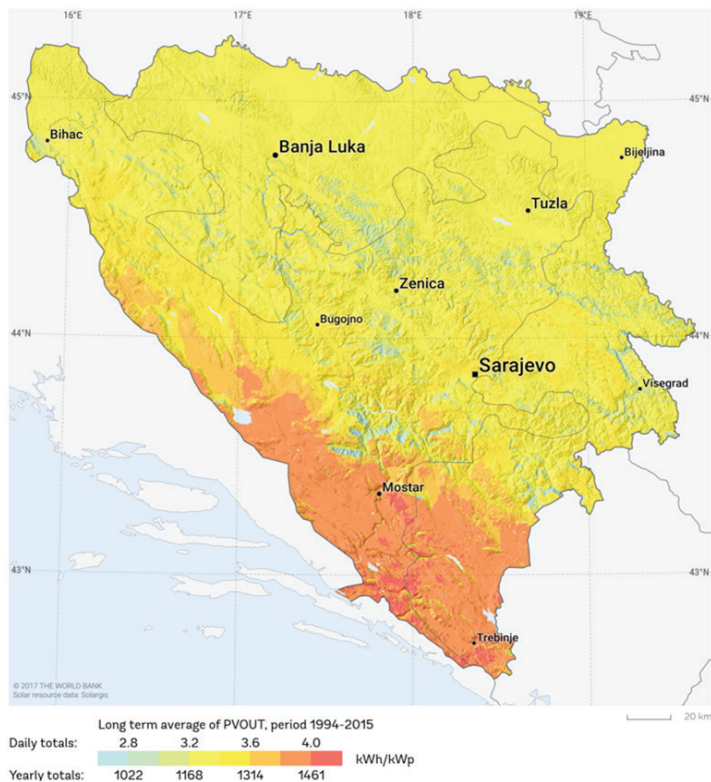 16°E 17°E 18°E 19°E
45°N 45°N
Bihac
Banja Luka
Bijeljina
Tuzla
Zenica
Bugojno
44°N 44°N
Sarajevo
Visegrad
Mostar
43°N 43°N
Trebinje
© 2017 THE WORLD BANK
Solar resource data: Solargis
20 km
Long term average of PVOUT, period 1994-2015
Daily totals: 2.8 3.2 3.6 4.0
kWh/kWp
Yearly totals: 1022 1168 1314 1461